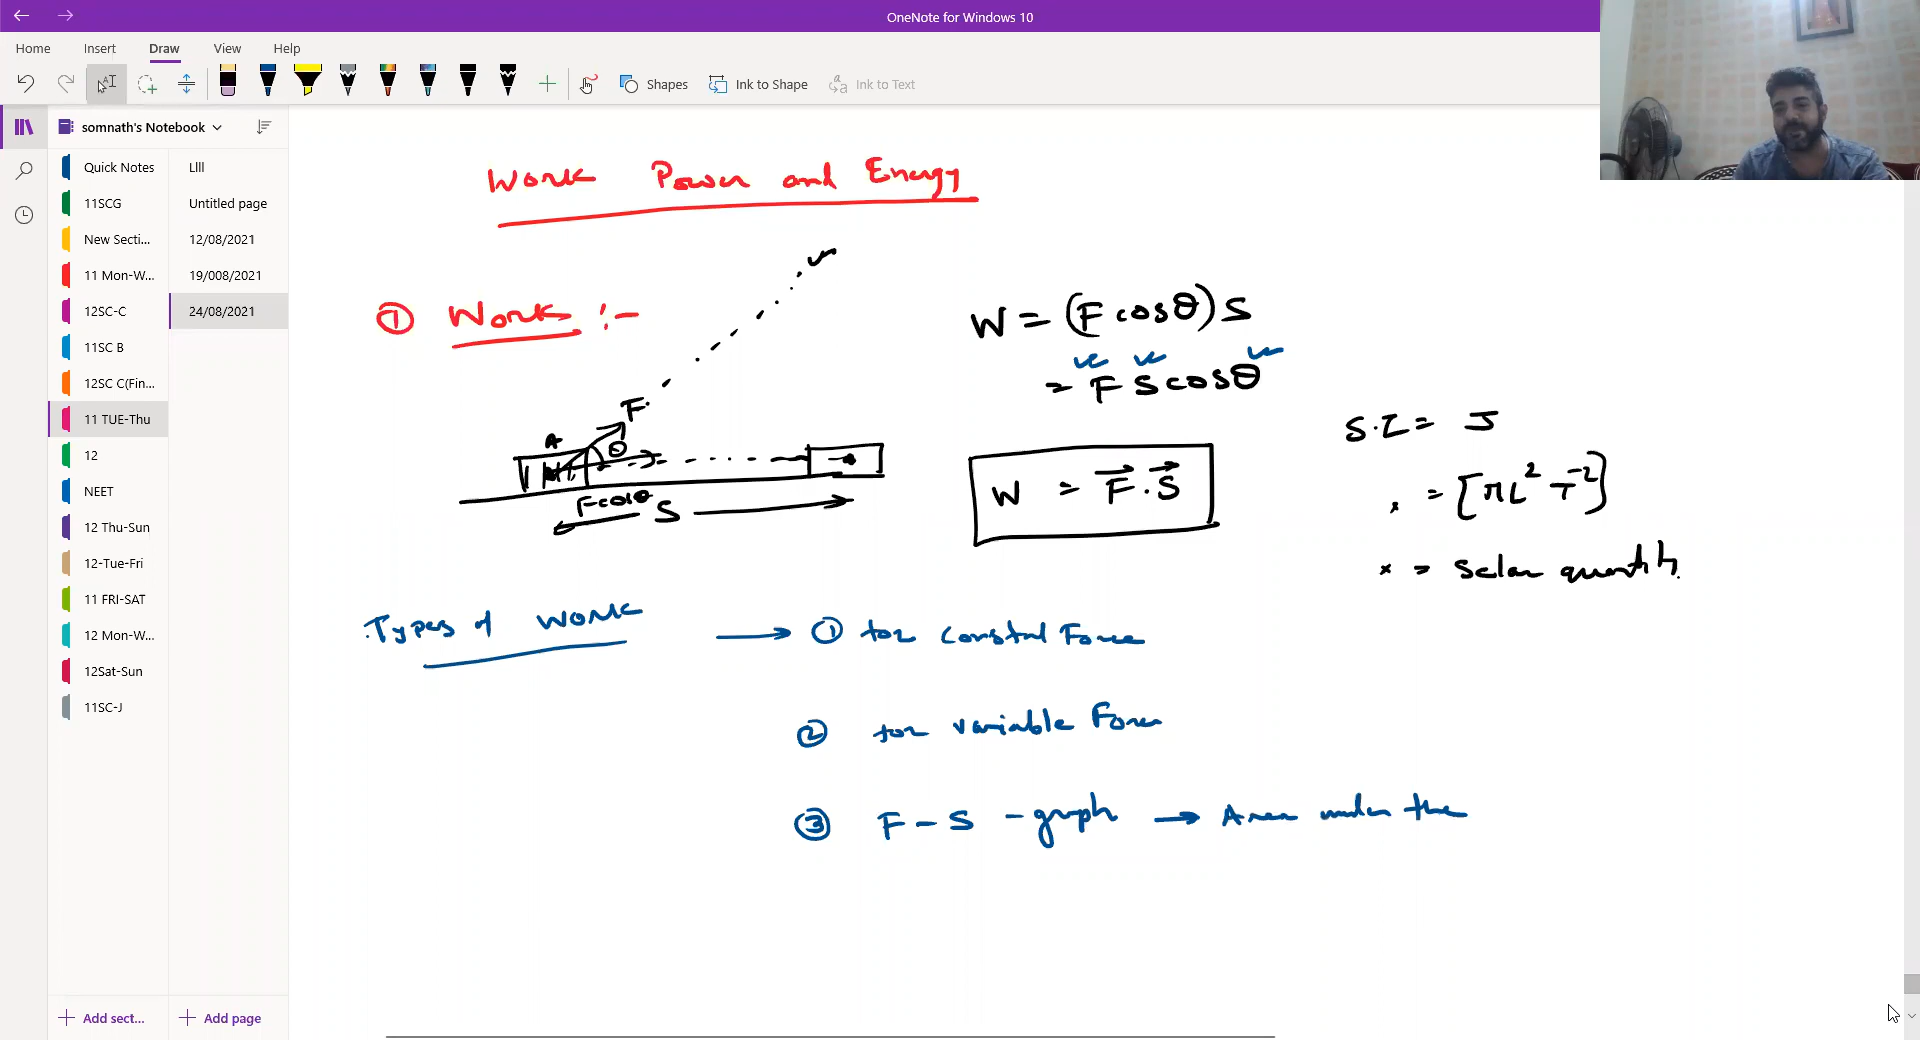 OneNote for Windows 10
Home Insert Draw View Help
Shapes Ink to Shape Ink to Text
somnath's Notebook
Quick Notes
11SCG
New Secti...
11 Mon-W...
12SC-C
11SC B
12SC C(Fin...
11 TUE-Thu
12
NEET
12 Thu-Sun
12-Tue-Fri
11 FRI-SAT
12 Mon-W...
12Sat-Sun
11SC-J
Add sect...
Llll
Untitled page
12/08/2021
19/008/2021
24/08/2021
Add page
Work Power and Energy
① Work :-
F
A
θ
F cosθ
S
W = (F cosθ) S
= F S cosθ
W = F⃗ . S⃗
S.I = J
= [ML² T⁻²]
= Scalar quantity.
Types of Work → ① for constant Force
② for variable Force
③ F - S - graph → Area under the